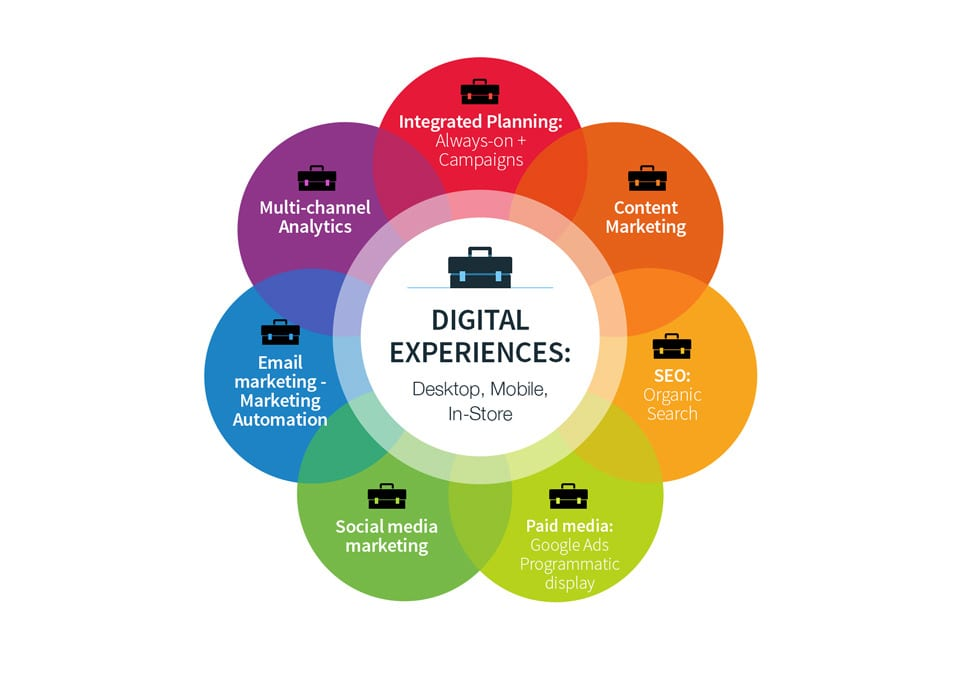 Integrated Planning:
Always-on +
Campaigns
Multi-channel
Analytics
Content
Marketing
DIGITAL
EXPERIENCES:
Desktop, Mobile,
In-Store
Email
marketing -
Marketing
Automation
SEO:
Organic
Search
Social media
marketing
Paid media:
Google Ads
Programmatic
display